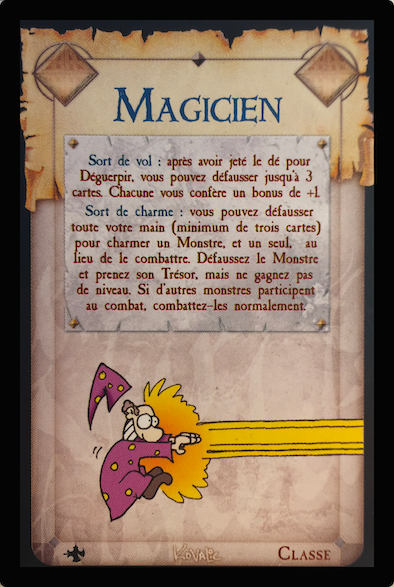 MAGICIEN
Sort de vol : après avoir jeté le dé pour
Déguerpir, vous pouvez défausser jusqu'à 3
cartes. Chacune vous confère un bonus de +1.
Sort de charme : vous pouvez défausser
toute votre main (minimum de trois cartes)
pour charmer un Monstre, et un seul, au
lieu de le combattre. Défaussez le Monstre
et prenez son Trésor, mais ne gagnez pas
de niveau. Si d'autres monstres participent
au combat, combattez-les normalement.
KOVALIC
CLASSE